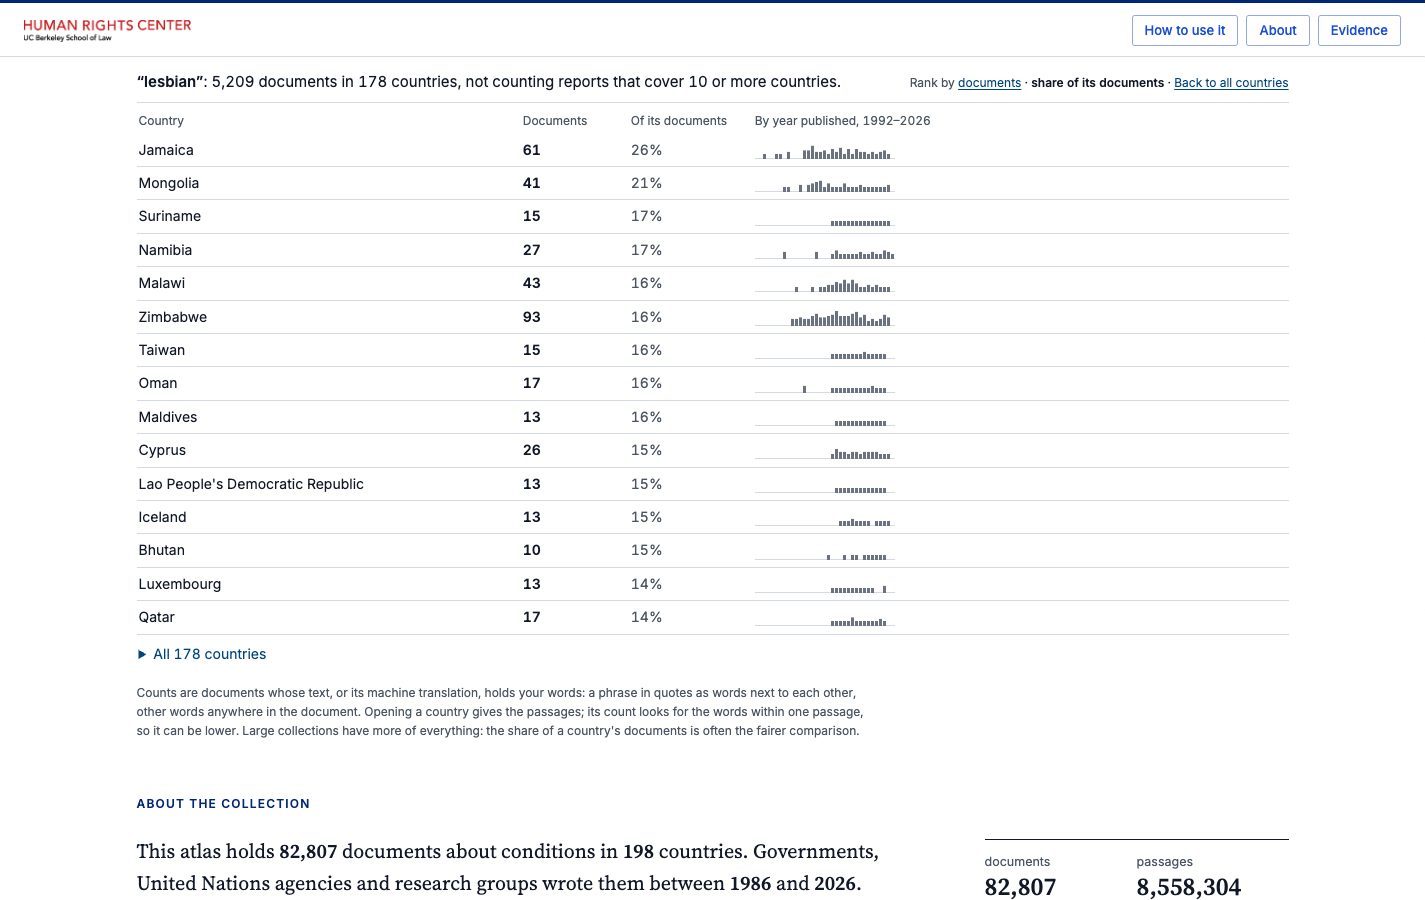 HUMAN RIGHTS CENTER
UC Berkeley School of Law
How to use it
About
Evidence
“lesbian”: 5,209 documents in 178 countries, not counting reports that cover 10 or more countries.
Rank by documents · share of its documents · Back to all countries
Country Documents Of its documents By year published, 1992–2026
Jamaica 61 26%
Mongolia 41 21%
Suriname 15 17%
Namibia 27 17%
Malawi 43 16%
Zimbabwe 93 16%
Taiwan 15 16%
Oman 17 16%
Maldives 13 16%
Cyprus 26 15%
Lao People's Democratic Republic 13 15%
Iceland 13 15%
Bhutan 10 15%
Luxembourg 13 14%
Qatar 17 14%
All 178 countries
Counts are documents whose text, or its machine translation, holds your words: a phrase in quotes as words next to each other,
other words anywhere in the document. Opening a country gives the passages; its count looks for the words within one passage,
so it can be lower. Large collections have more of everything: the share of a country's documents is often the fairer comparison.
ABOUT THE COLLECTION
This atlas holds 82,807 documents about conditions in 198 countries. Governments,
United Nations agencies and research groups wrote them between 1986 and 2026.
documents passages
82,807 8,558,304